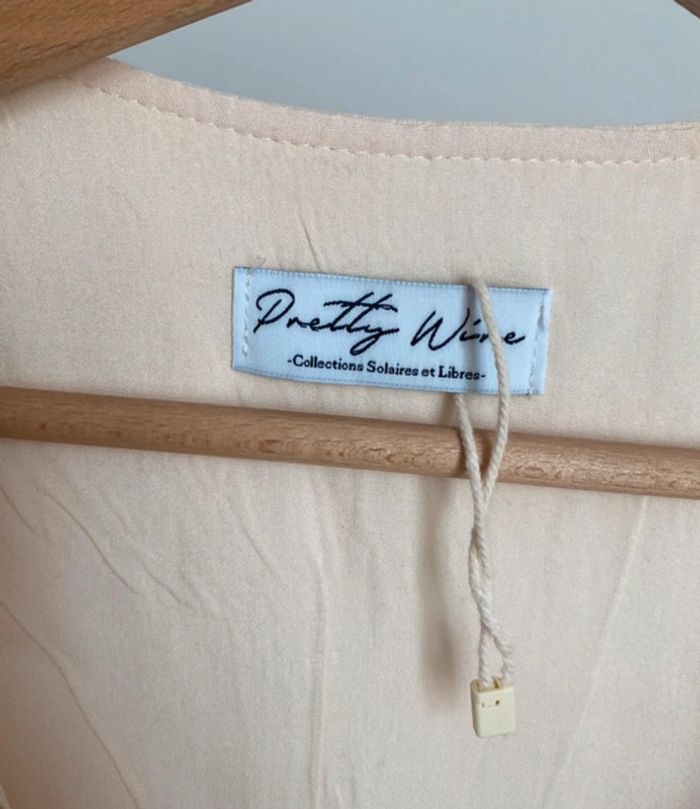 Pretty Wire
-Collections Solaires et Libres-